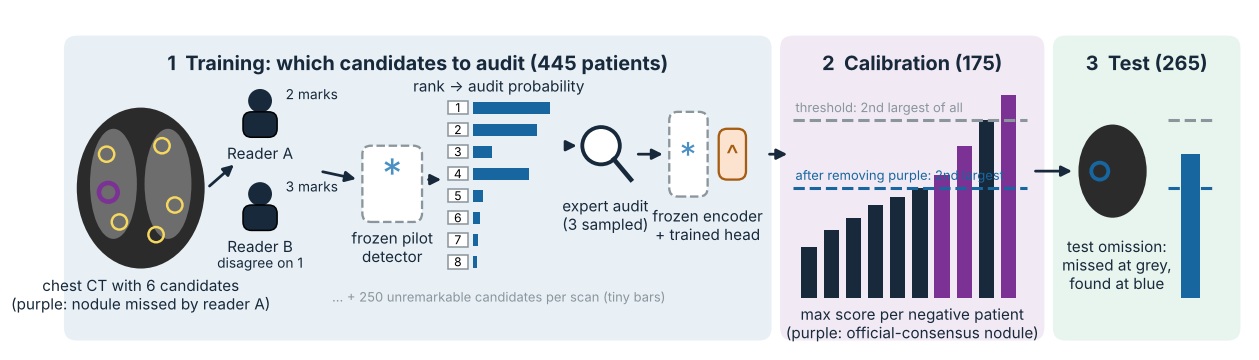 1 Training: which candidates to audit (445 patients)
rank → audit probability
2 marks
Reader A
3 marks
Reader B
disagree on 1
chest CT with 6 candidates
(purple: nodule missed by reader A)
*
frozen pilot
detector
1
2
3
4
5
6
7
8
... + 250 unremarkable candidates per scan (tiny bars)
expert audit
(3 sampled)
*
^
frozen encoder
+ trained head
2 Calibration (175)
threshold: 2nd largest of all
after removing purple: 2nd largest
max score per negative patient
(purple: official-consensus nodule)
3 Test (265)
test omission:
missed at grey,
found at blue